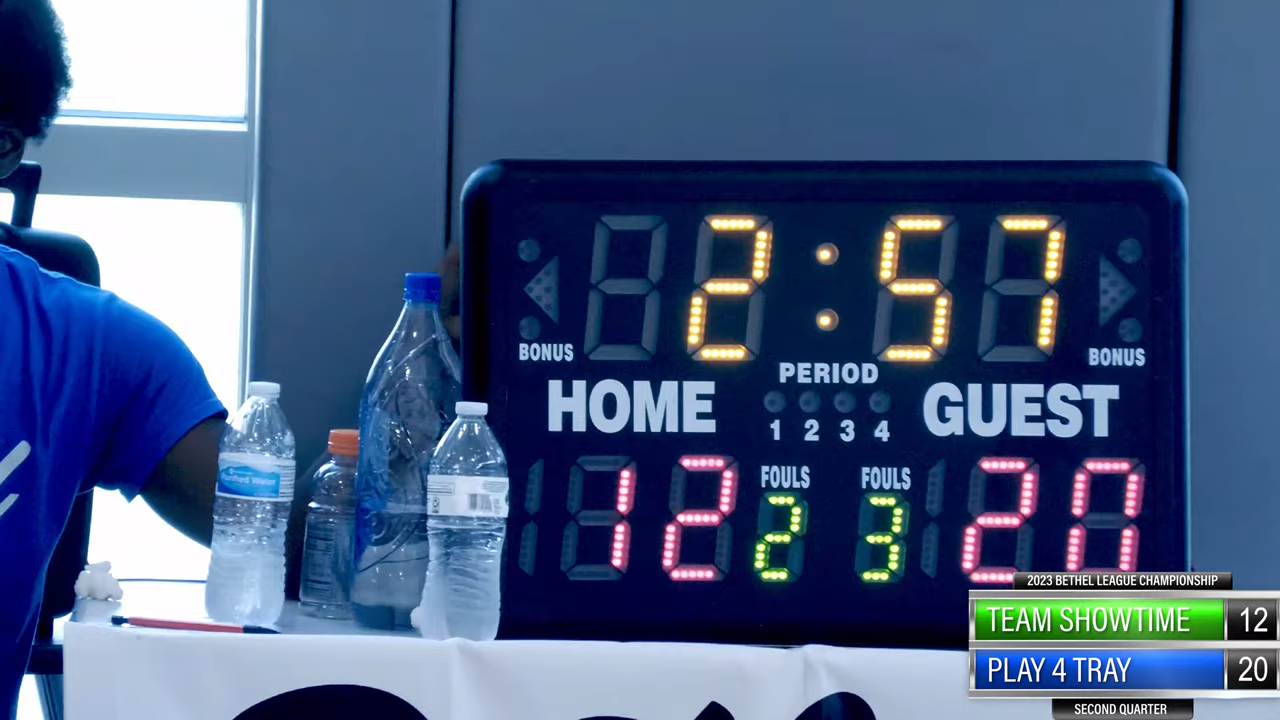 2:57
BONUS
BONUS
PERIOD
HOME
GUEST
1 2 3 4
FOULS
FOULS
12
2
3
20
Purified Water
2023 BETHEL LEAGUE CHAMPIONSHIP
TEAM SHOWTIME 12
PLAY 4 TRAY 20
SECOND QUARTER